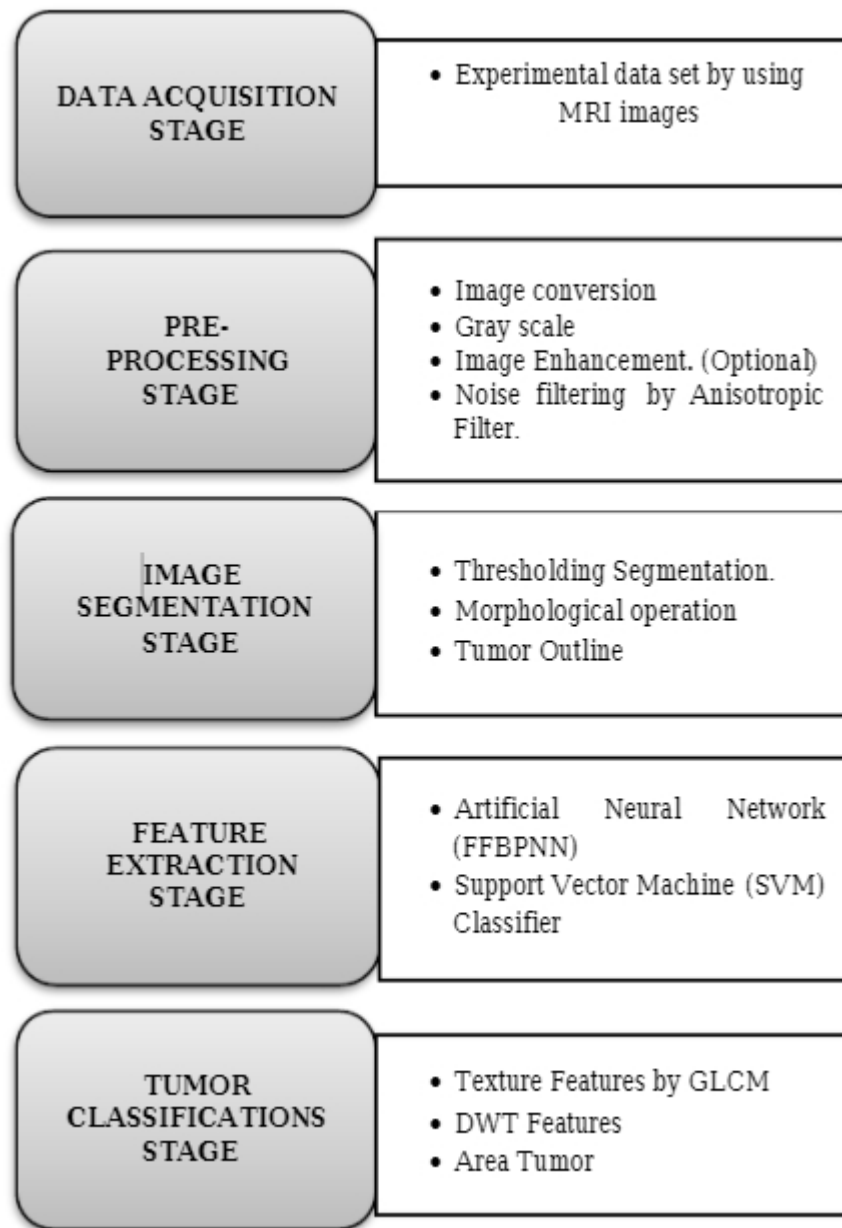 DATA ACQUISITION
STAGE
• Experimental data set by using
MRI images
PRE-
PROCESSING
STAGE
• Image conversion
• Gray scale
• Image Enhancement. (Optional)
• Noise filtering by Anisotropic
Filter.
IMAGE
SEGMENTATION
STAGE
• Thresholding Segmentation.
• Morphological operation
• Tumor Outline
FEATURE
EXTRACTION
STAGE
• Artificial Neural Network
(FFBPNN)
• Support Vector Machine (SVM)
Classifier
TUMOR
CLASSIFICATIONS
STAGE
• Texture Features by GLCM
• DWT Features
• Area Tumor